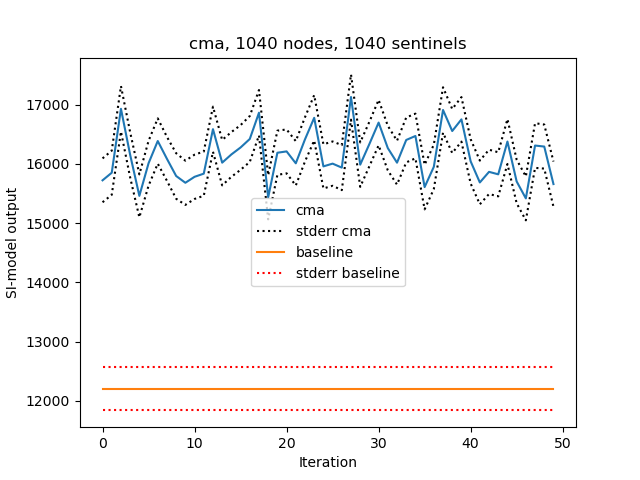 cma, 1040 nodes, 1040 sentinels
SI-model output
17000
16000
15000
14000
13000
12000
cma
stderr cma
baseline
stderr baseline
0 10 20 30 40 50
Iteration